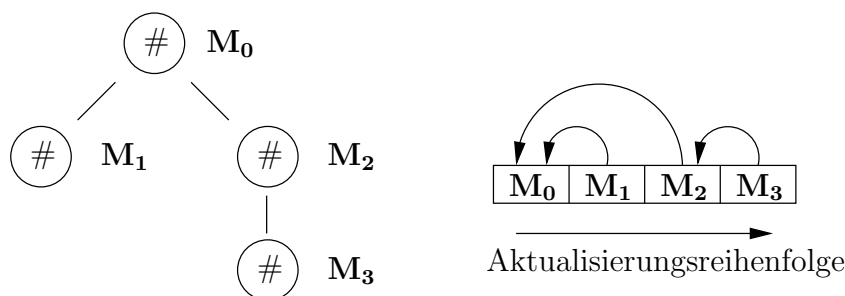 # M₀
# M₁ # M₂
# M₃
M₀ M₁ M₂ M₃
Aktualisierungsreihenfolge